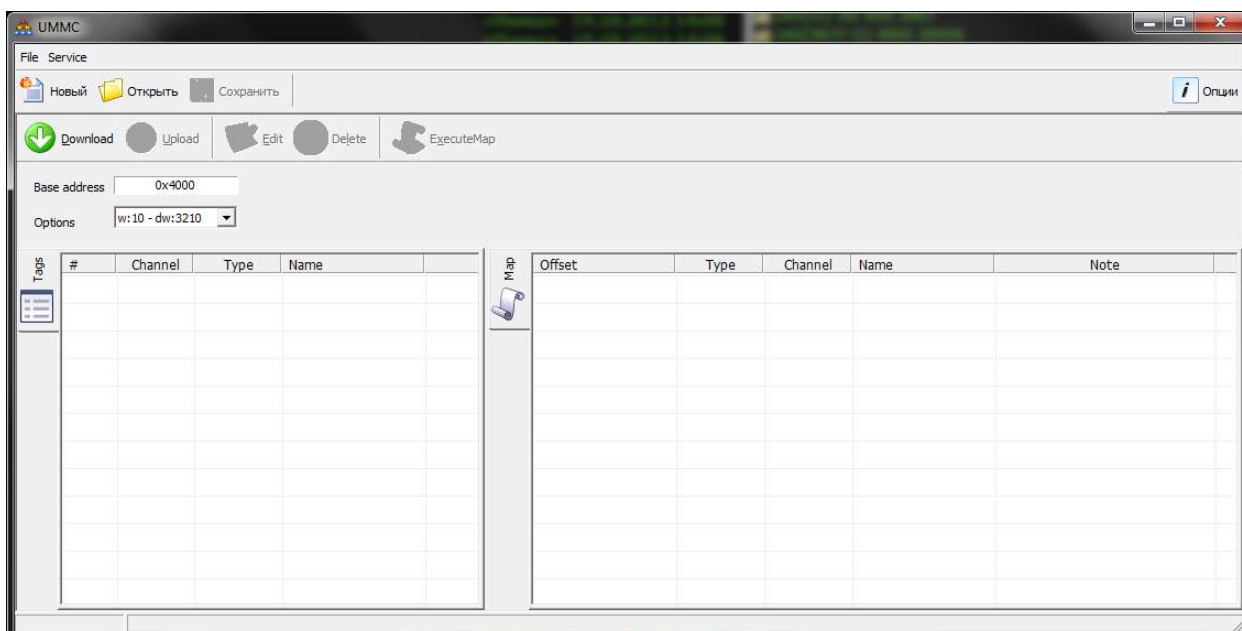 UMMC
File Service
Новый Открыть Сохранить Опции
Download Upload Edit Delete ExecuteMap
Base address 0x4000
Options w:10 - dw:3210
Tags # Channel Type Name Map Offset Type Channel Name Note